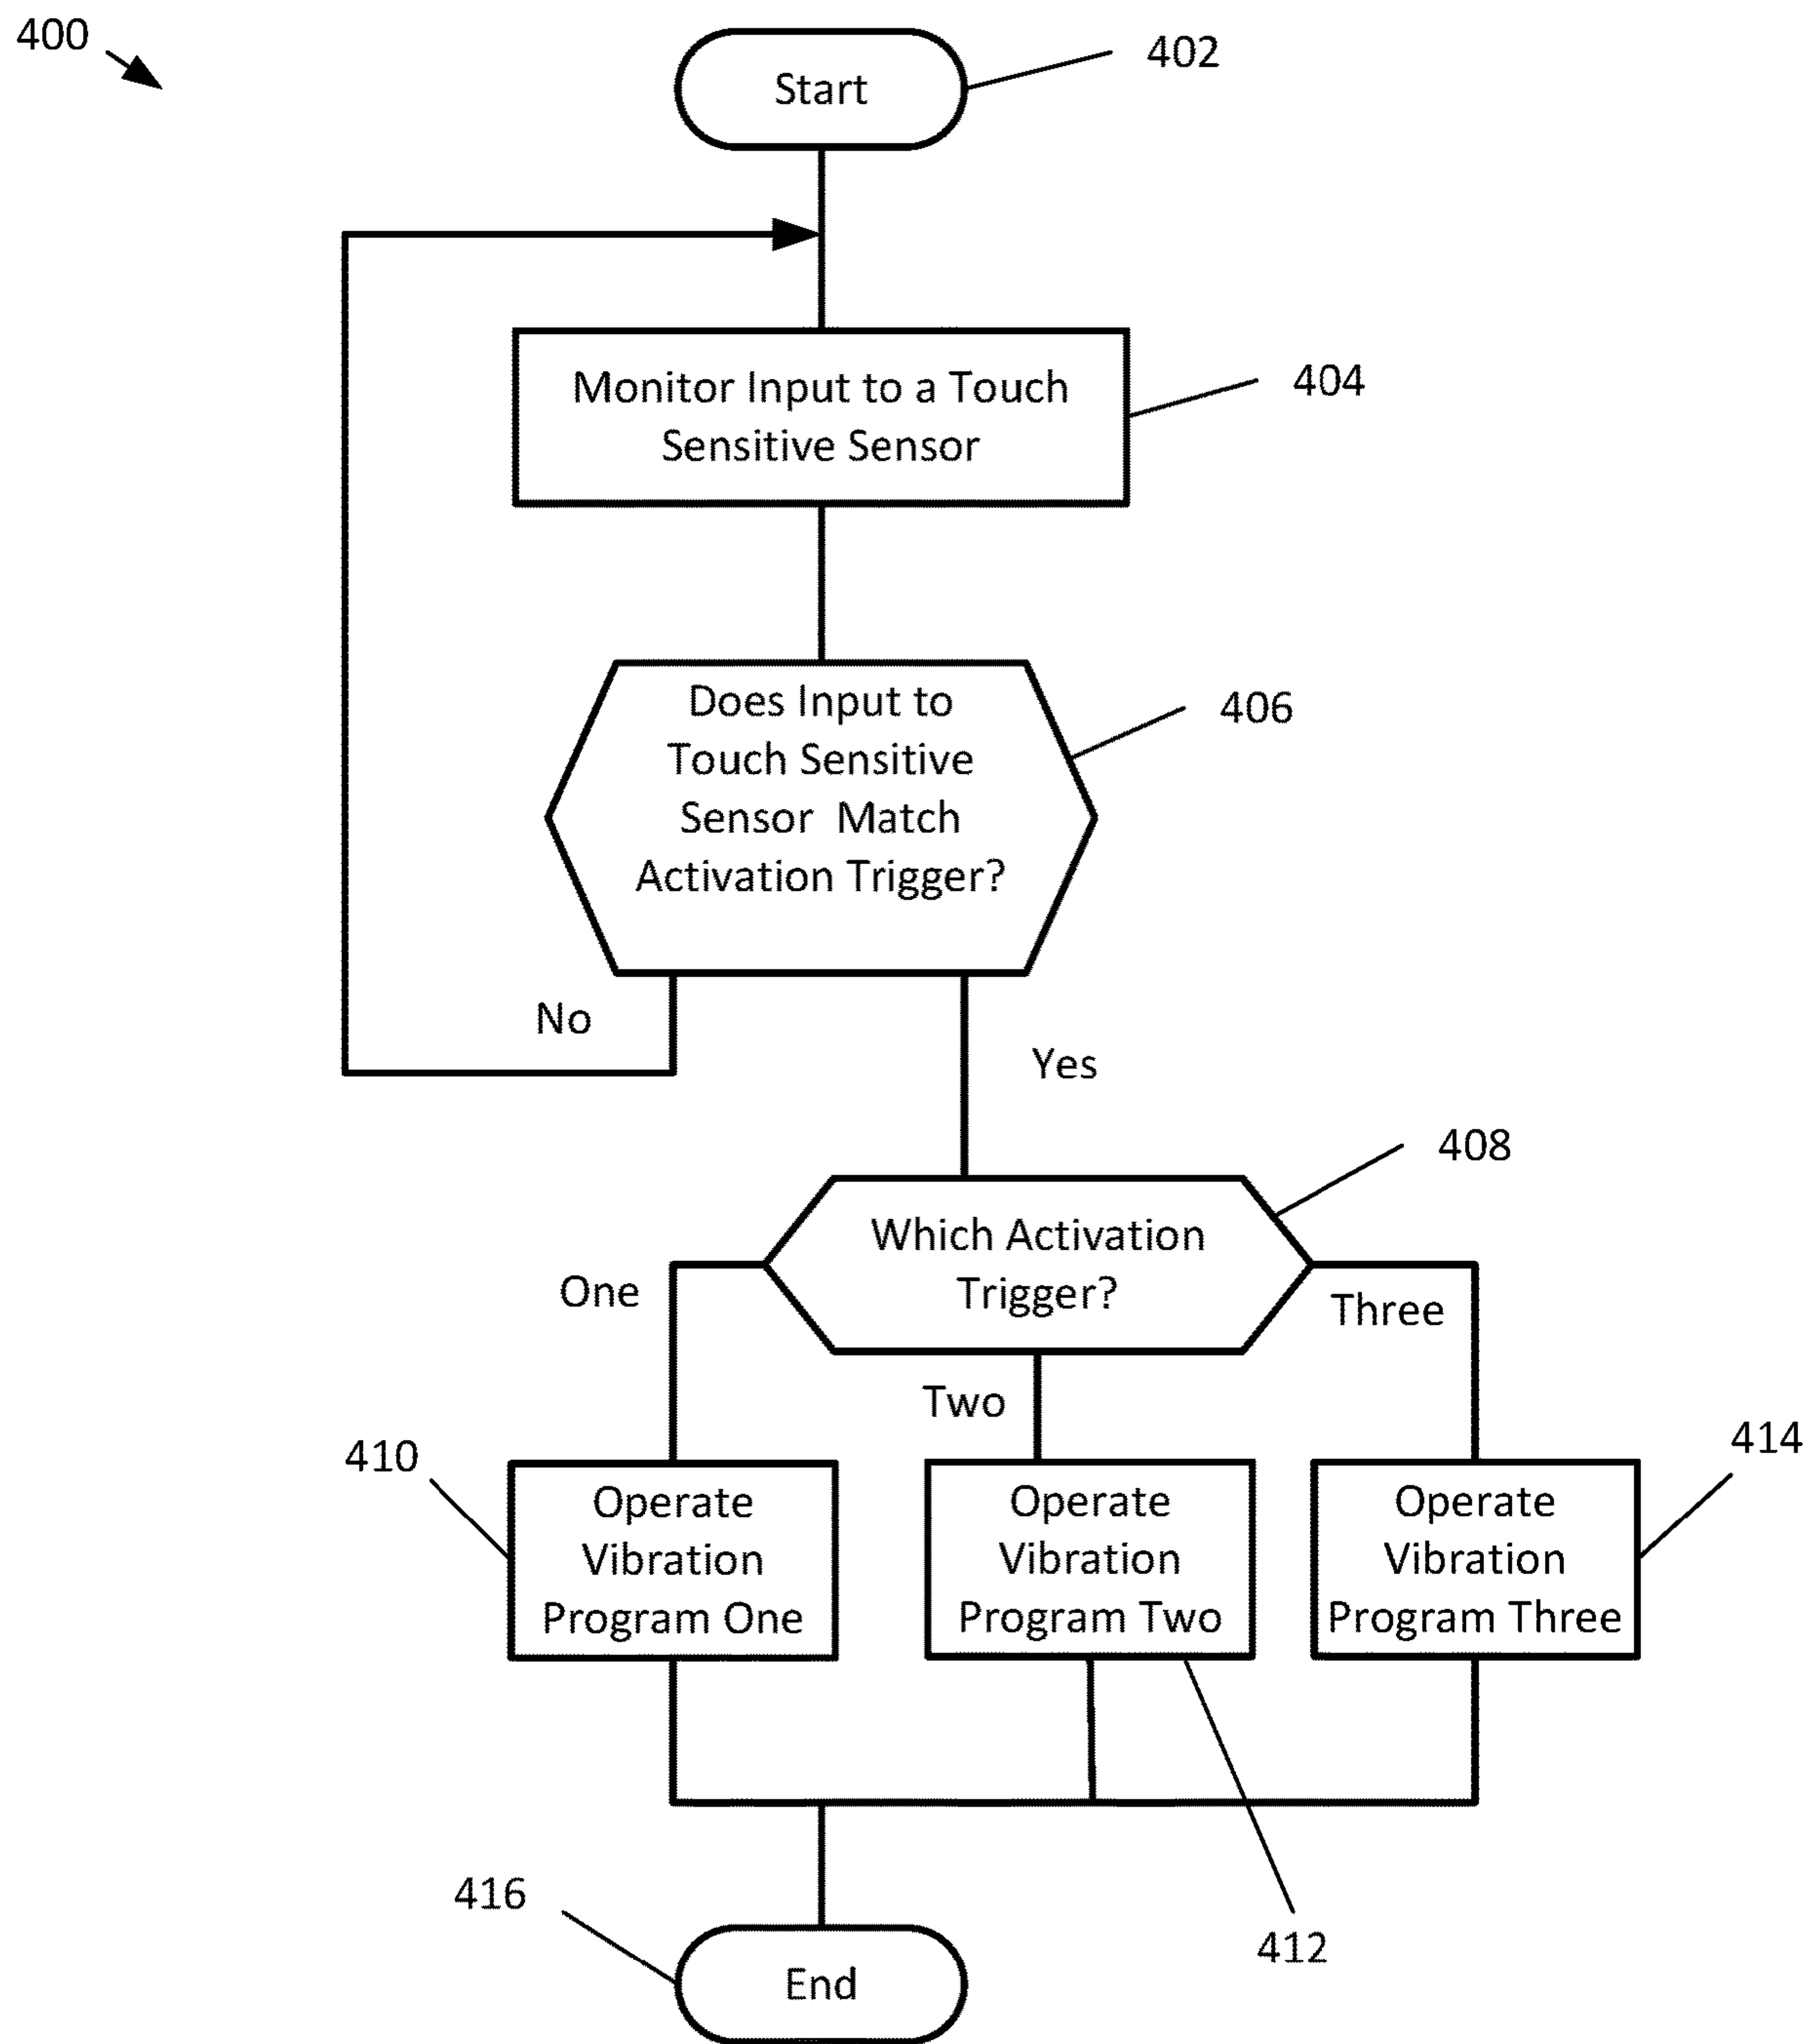 400
Start
402
Monitor Input to a Touch
Sensitive Sensor
404
Does Input to
Touch Sensitive
Sensor Match
Activation Trigger?
406
No
Yes
408
Which Activation
Trigger?
One
Two
Three
410
Operate
Vibration
Program One
Operate
Vibration
Program Two
Operate
Vibration
Program Three
414
416
412
End